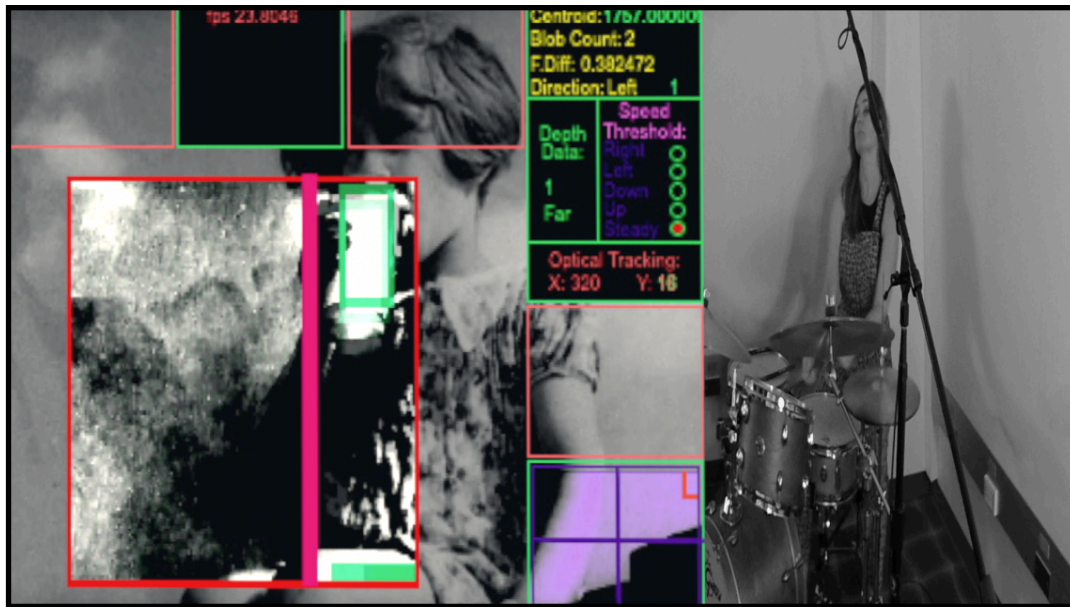 fps 23.8046
Centroid:1757.00000
Blob Count: 2
F.Diff: 0.382472
Direction: Left 1
Depth
Data:
1
Far
Speed
Threshold:
Right
Left
Down
Up
Steady
Optical Tracking:
X: 320 Y: 16